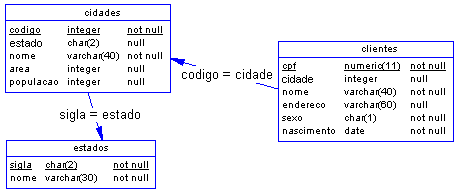 cidades
codigo integer not null
estado char(2) null
nome varchar(40) not null
area integer null
populacao integer null
codigo = cidade
clientes
cpf numeric(11) not null
cidade integer null
nome varchar(40) not null
endereco varchar(60) null
sexo char(1) not null
nascimento date not null
sigla = estado
estados
sigla char(2) not null
nome varchar(30) not null